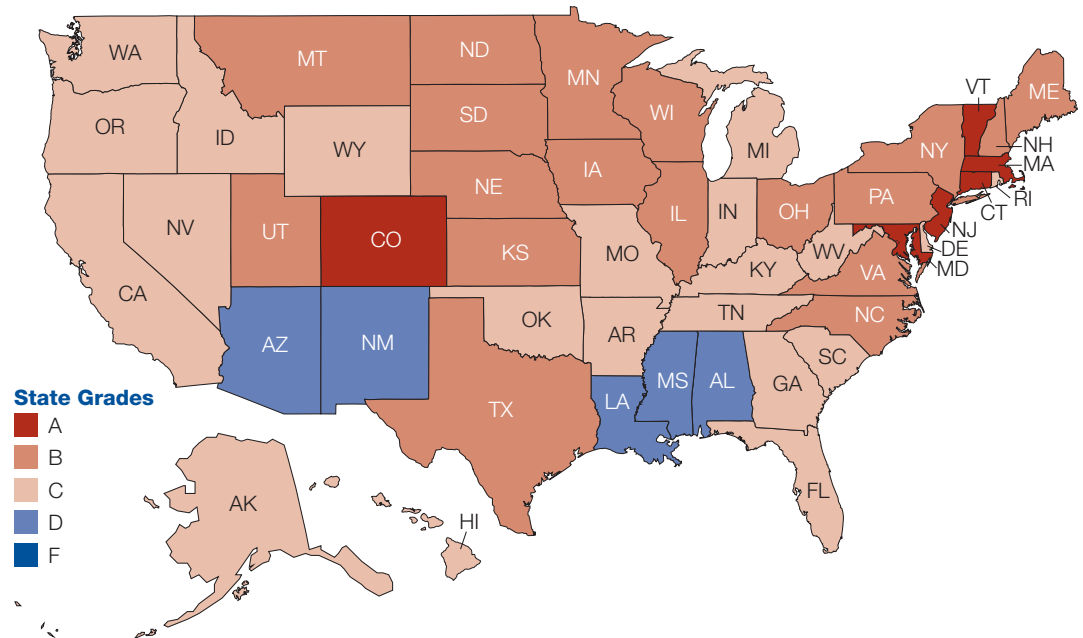 WA
MT
ND
MN
VT
ME
OR
ID
SD
WI
NY
NH
MA
WY
MI
RI
CT
IA
NE
PA
NV
UT
CO
IL
IN
OH
NJ
DE
MD
KS
MO
WV
KY
VA
CA
NC
TN
OK
AR
AZ
NM
SC
MS
AL
GA
LA
TX
State Grades
A
B
C
D
F
AK
HI
FL